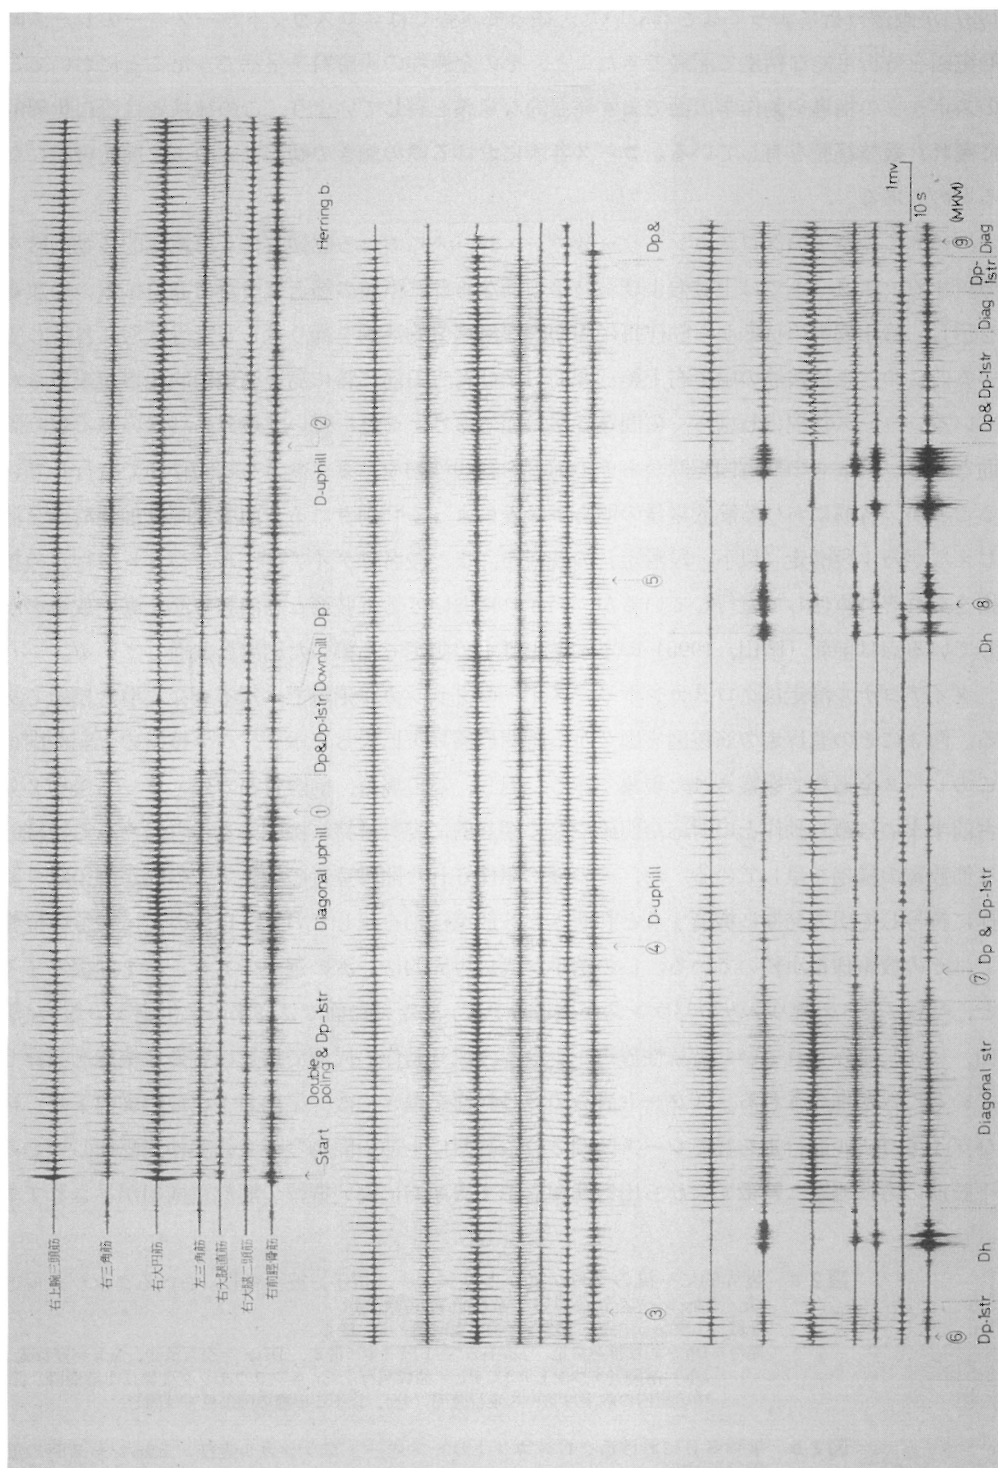 右上腕二頭筋
右三角筋
右大円筋
左三角筋
右大腿直筋
右大腿二頭筋
右前脛骨筋
Start
Double
poling & Dp-1str
Diagonal uphill ①
Dp&Dp-1str Downhill Dp
D-uphill ②
Herring b.
③
④ D-uphill
⑤
Dp&
⑥
Dp-1str
Dh
Diagonal str
⑦ Dp & Dp-1str
Dh ⑧
Dp& Dp-1str
Diag
Dp-
1str
Diag
⑨
1mv
10 s
(MKM)